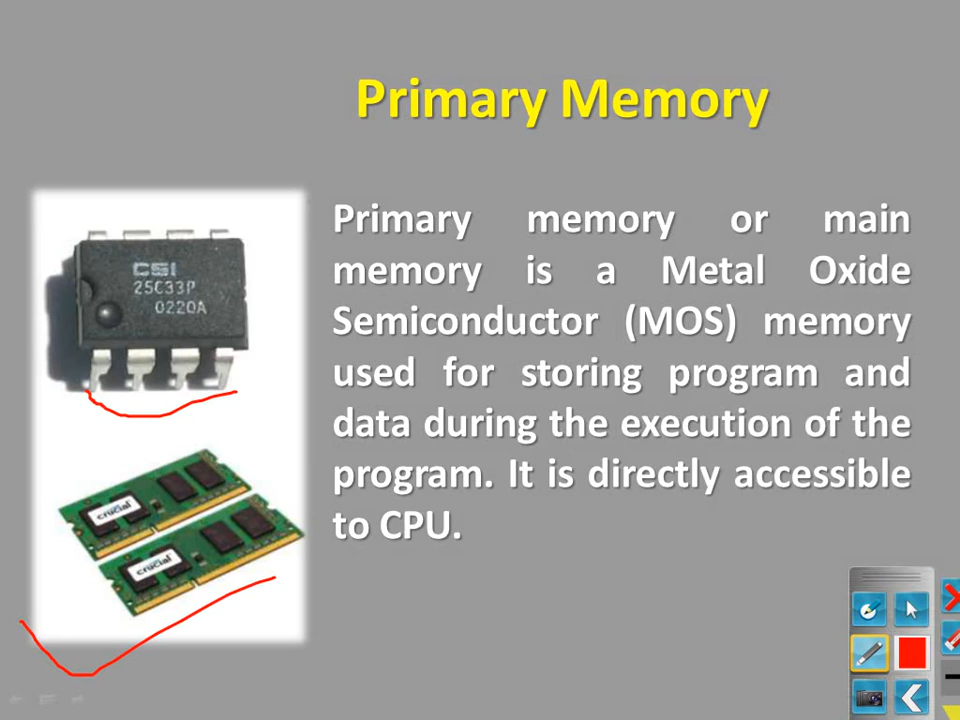 Primary Memory
CSI
25C33P
0220A
Primary memory or main
memory is a Metal Oxide
Semiconductor (MOS) memory
used for storing program and
data during the execution of the
program. It is directly accessible
to CPU.
crucial
crucial